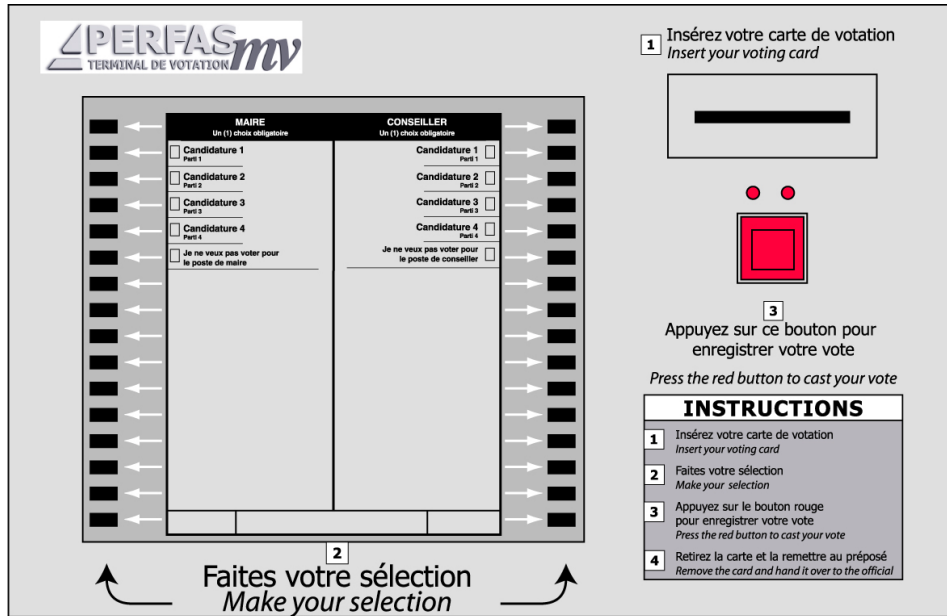 PERFAS mv
TERMINAL DE VOTATION
1 Insérez votre carte de votation
Insert your voting card
MAIRE
Un (1) choix obligatoire
Candidature 1
Parti 1
Candidature 2
Parti 2
Candidature 3
Parti 3
Candidature 4
Parti 4
Je ne veux pas voter pour
le poste de maire
CONSEILLER
Un (1) choix obligatoire
Candidature 1
Parti 1
Candidature 2
Parti 2
Candidature 3
Parti 3
Candidature 4
Parti 4
Je ne veux pas voter pour
le poste de conseiller
2
Faites votre sélection
Make your selection
3
Appuyez sur ce bouton pour
enregistrer votre vote
Press the red button to cast your vote
INSTRUCTIONS
1 Insérez votre carte de votation
Insert your voting card
2 Faites votre sélection
Make your selection
3 Appuyez sur le bouton rouge
pour enregistrer votre vote
Press the red button to cast your vote
4 Retirez la carte et la remettre au préposé
Remove the card and hand it over to the official